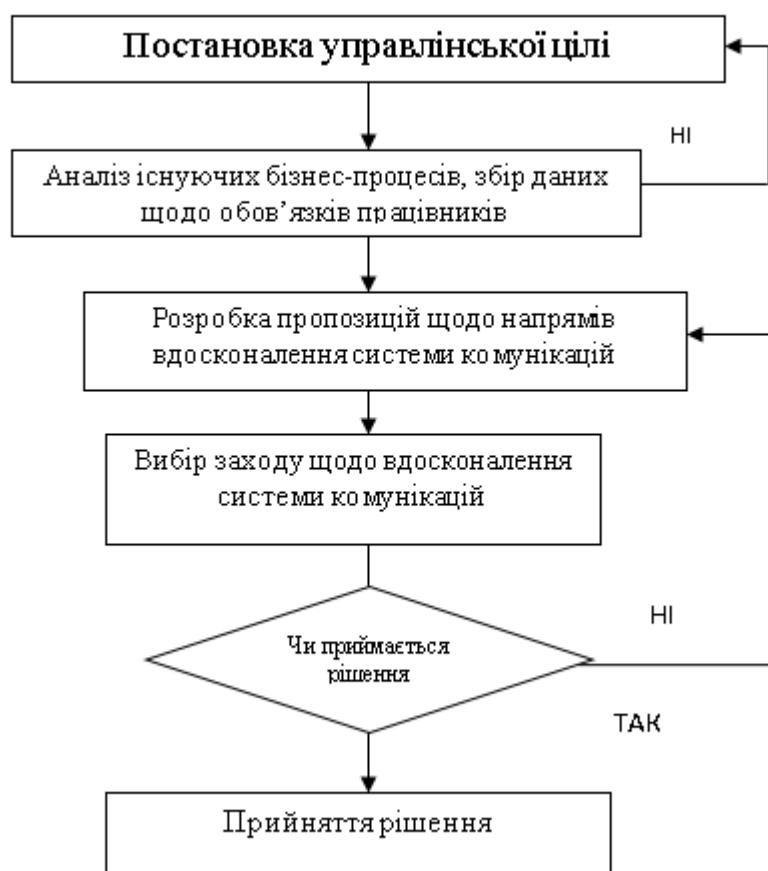 Постановка управлінської цілі
НІ
Аналіз існуючих бізнес-процесів, збір даних
щодо обов’язків працівників
Розробка пропозицій щодо напрямів
вдосконалення системи комунікацій
Вибір заходу щодо вдосконалення
системи комунікацій
НІ
Чи приймається
рішення
ТАК
Прийняття рішення